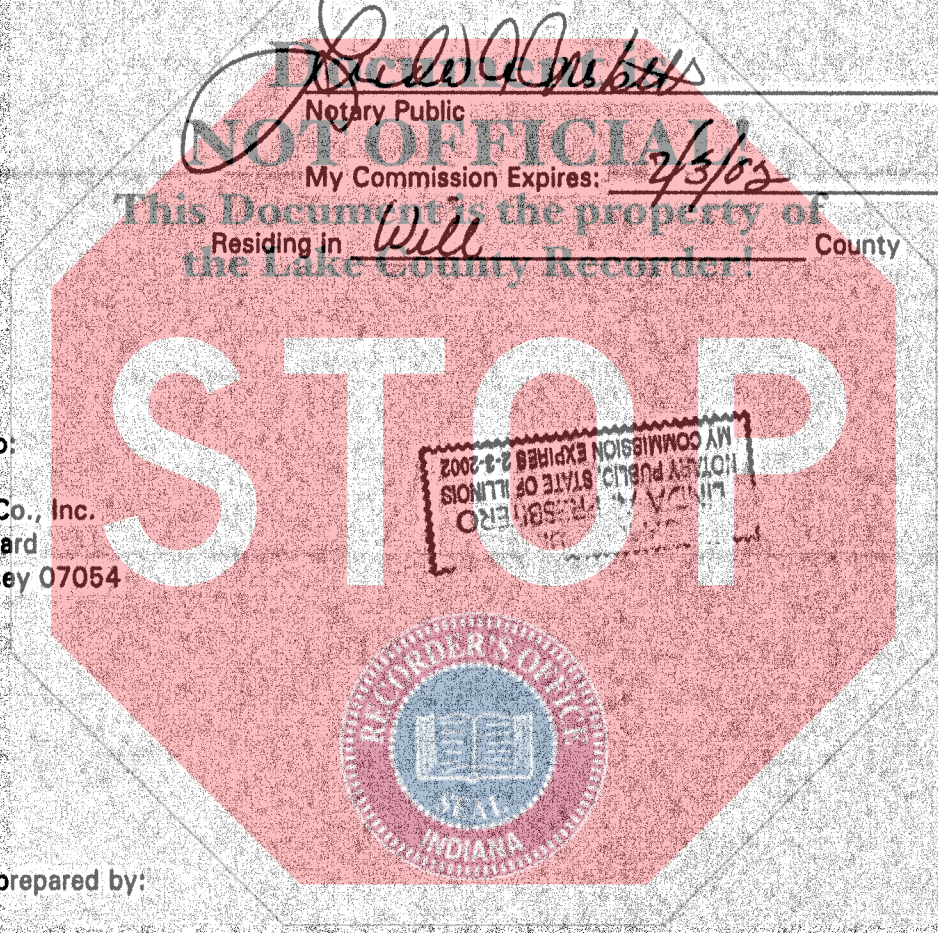 Document is
Notary Public
NOT OFFICIAL!
My Commission Expires: 2/3/02
This Document is the property of
Residing in Will County
the Lake County Recorder!
STOP
o:
MY COMMISSION EXPIRES 2-3-2002
NOTARY PUBLIC, STATE OF ILLINOIS
LINDA
Co., Inc.
ard
ey 07054
RECORDER'S OFFICE
SEAL
INDIANA
prepared by: